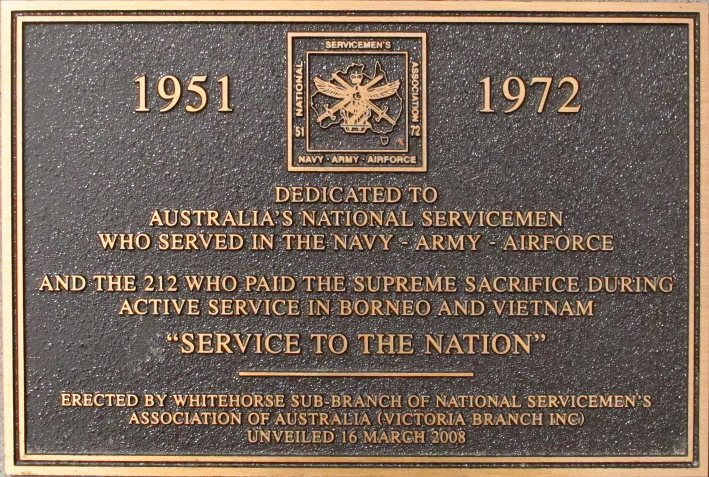 SERVICEMEN'S
NATIONAL
ASSOCIATION
51
72
NAVY - ARMY - AIRFORCE
1951
1972
DEDICATED TO
AUSTRALIA'S NATIONAL SERVICEMEN
WHO SERVED IN THE NAVY - ARMY - AIRFORCE
AND THE 212 WHO PAID THE SUPREME SACRIFICE DURING
ACTIVE SERVICE IN BORNEO AND VIETNAM
“SERVICE TO THE NATION”
ERECTED BY WHITEHORSE SUB-BRANCH OF NATIONAL SERVICEMEN'S
ASSOCIATION OF AUSTRALIA (VICTORIA BRANCH INC)
UNVEILED 16 MARCH 2008